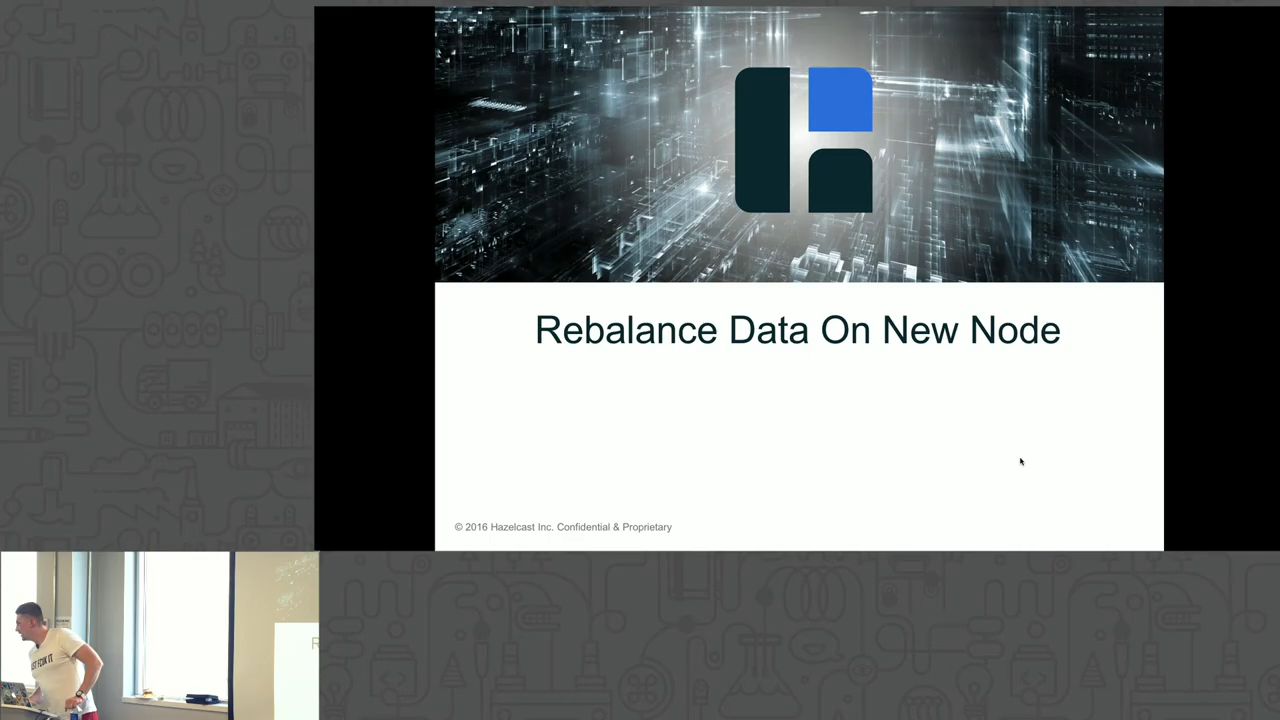 Rebalance Data On New Node
© 2016 Hazelcast Inc. Confidential & Proprietary